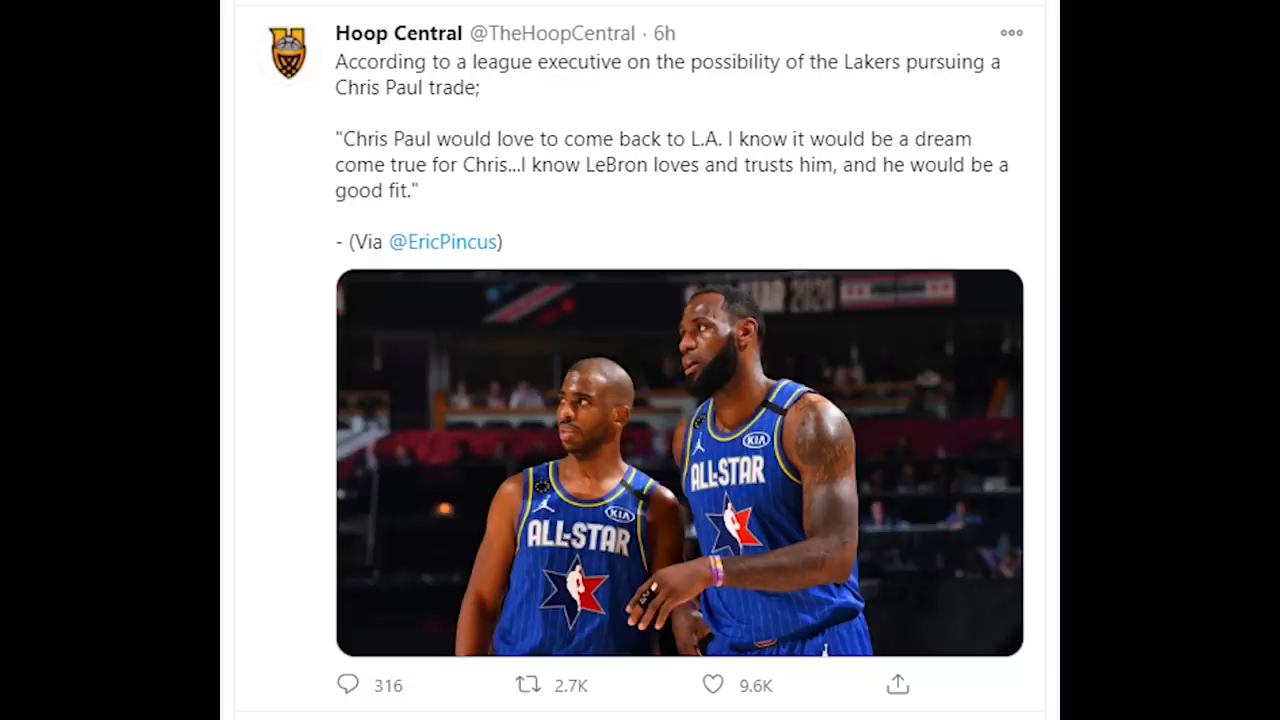 Hoop Central @TheHoopCentral · 6h
According to a league executive on the possibility of the Lakers pursuing a
Chris Paul trade;
"Chris Paul would love to come back to L.A. I know it would be a dream
come true for Chris...I know LeBron loves and trusts him, and he would be a
good fit."
- (Via @EricPincus)
KIA
ALL-STAR
KIA
ALL-STAR
316 2.7K 9.6K